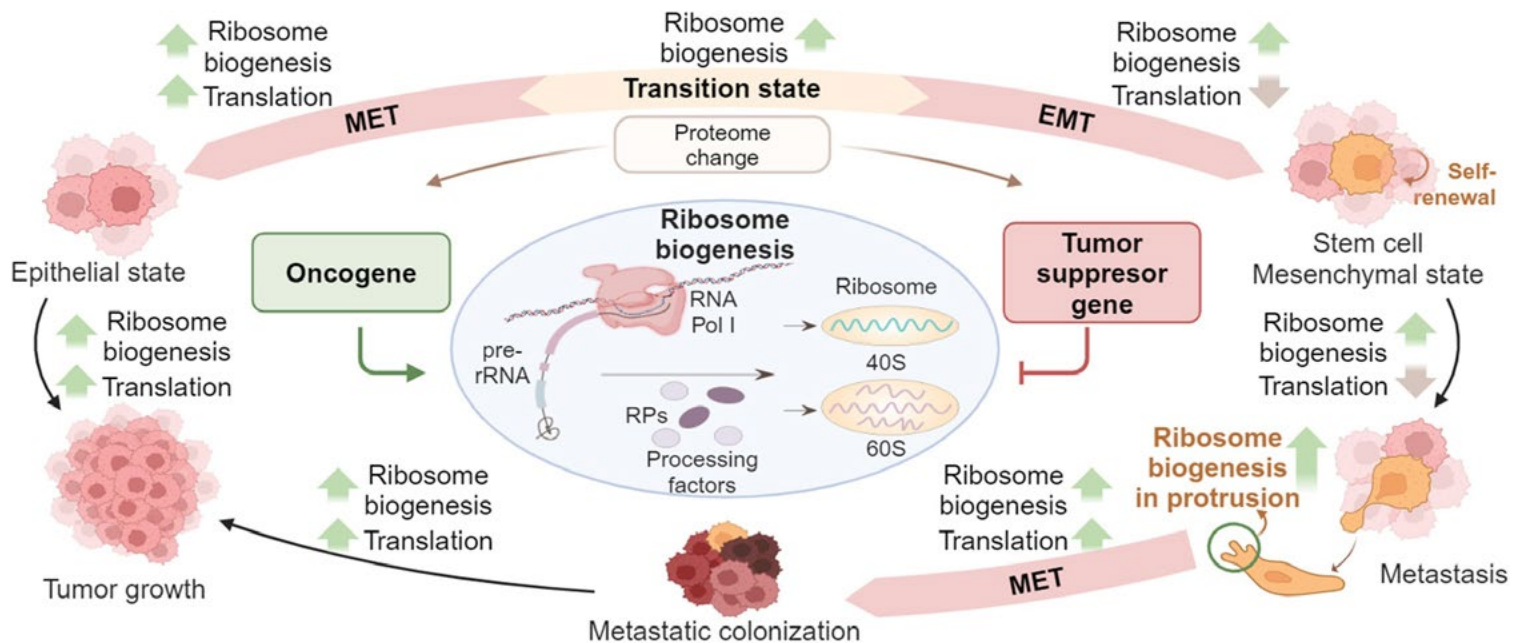 Ribosome
biogenesis
Translation
Ribosome
biogenesis
Transition state
Ribosome
biogenesis
Translation
MET
EMT
Proteome
change
Self-
renewal
Epithelial state
Oncogene
Ribosome
biogenesis
RNA
Pol I
pre-
rRNA
RPs
Processing
factors
Ribosome
40S
60S
Tumor
suppresor
gene
Stem cell
Mesenchymal state
Ribosome
biogenesis
Translation
Ribosome
biogenesis
Translation
Ribosome
biogenesis
in protrusion
Ribosome
biogenesis
Translation
Ribosome
biogenesis
Translation
MET
Metastasis
Tumor growth
Metastatic colonization